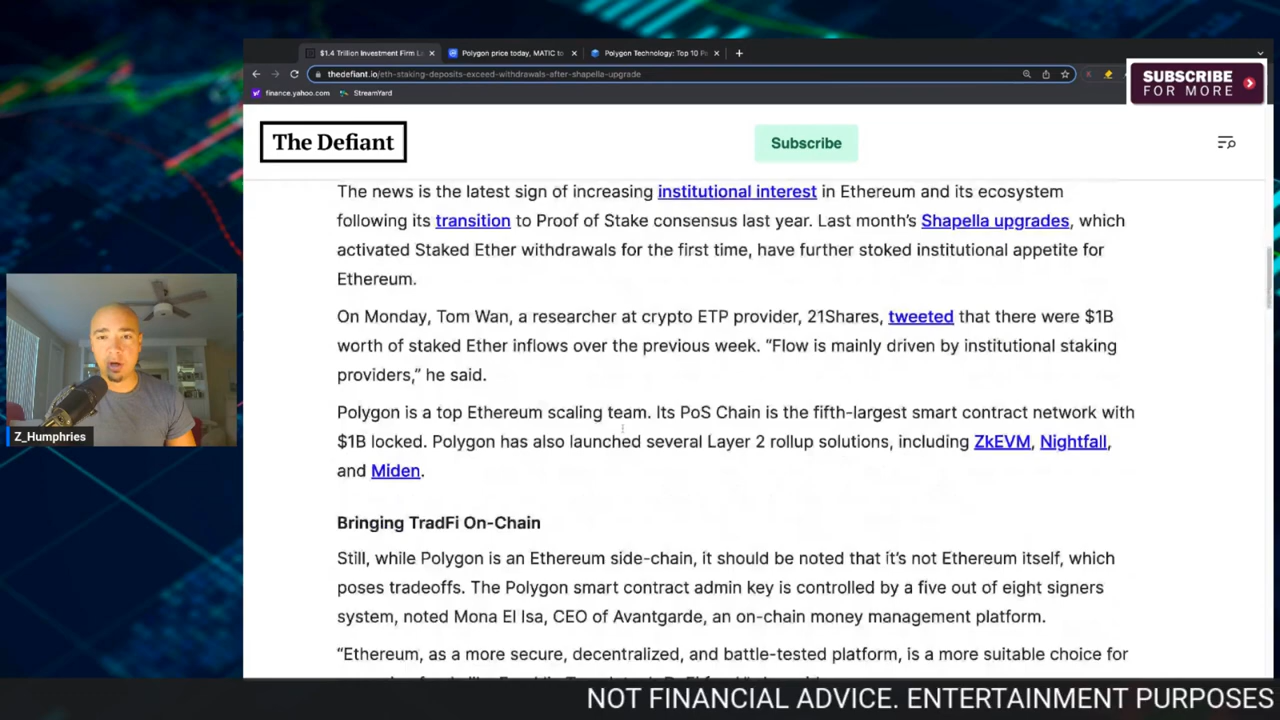 $1.4 Trillion Investment Firm La
Polygon price today, MATIC to
Polygon Technology: Top 10 P
thedefiant.io/eth-staking-deposits-exceed-withdrawals-after-shapella-upgrade
finance.yahoo.com
StreamYard
SUBSCRIBE
FOR MORE
The Defiant
Subscribe
The news is the latest sign of increasing institutional interest in Ethereum and its ecosystem
following its transition to Proof of Stake consensus last year. Last month's Shapella upgrades, which
activated Staked Ether withdrawals for the first time, have further stoked institutional appetite for
Ethereum.
On Monday, Tom Wan, a researcher at crypto ETP provider, 21Shares, tweeted that there were $1B
worth of staked Ether inflows over the previous week. “Flow is mainly driven by institutional staking
providers,” he said.
Polygon is a top Ethereum scaling team. Its PoS Chain is the fifth-largest smart contract network with
$1B locked. Polygon has also launched several Layer 2 rollup solutions, including ZkEVM, Nightfall,
and Miden.
Bringing TradFi On-Chain
Still, while Polygon is an Ethereum side-chain, it should be noted that it's not Ethereum itself, which
poses tradeoffs. The Polygon smart contract admin key is controlled by a five out of eight signers
system, noted Mona El Isa, CEO of Avantgarde, an on-chain money management platform.
“Ethereum, as a more secure, decentralized, and battle-tested platform, is a more suitable choice for
Z_Humphries
NOT FINANCIAL ADVICE. ENTERTAINMENT PURPOSES